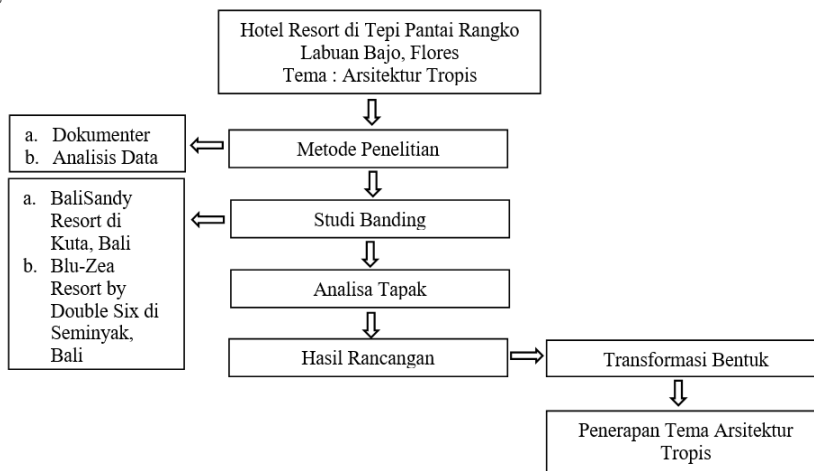 Hotel Resort di Tepi Pantai Rangko
Labuan Bajo, Flores
Tema : Arsitektur Tropis
a. Dokumenter
b. Analisis Data
Metode Penelitian
a. BaliSandy
Resort di
Kuta, Bali
b. Blu-Zea
Resort by
Double Six di
Seminyak,
Bali
Studi Banding
Analisa Tapak
Hasil Rancangan
Transformasi Bentuk
Penerapan Tema Arsitektur
Tropis